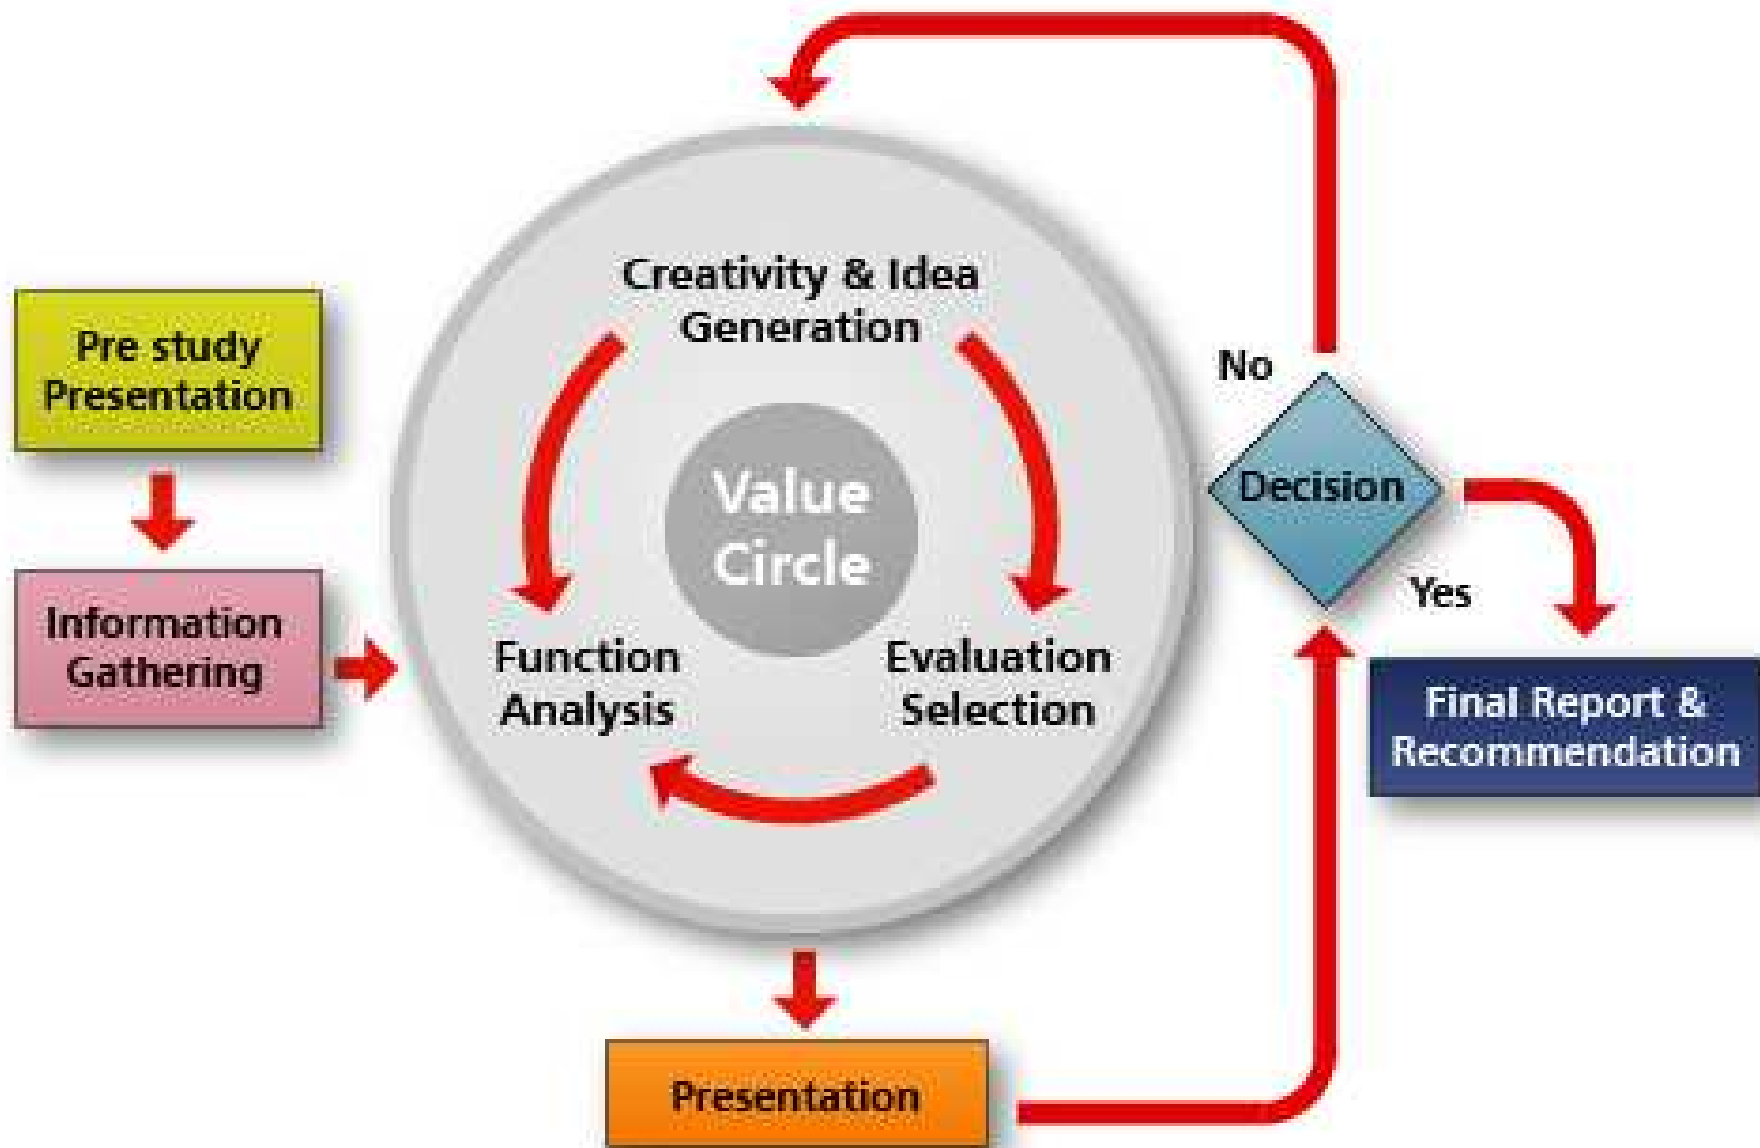 Pre study
Presentation
Information
Gathering
Creativity & Idea
Generation
Value
Circle
Function
Analysis
Evaluation
Selection
Presentation
No
Decision
Yes
Final Report &
Recommendation